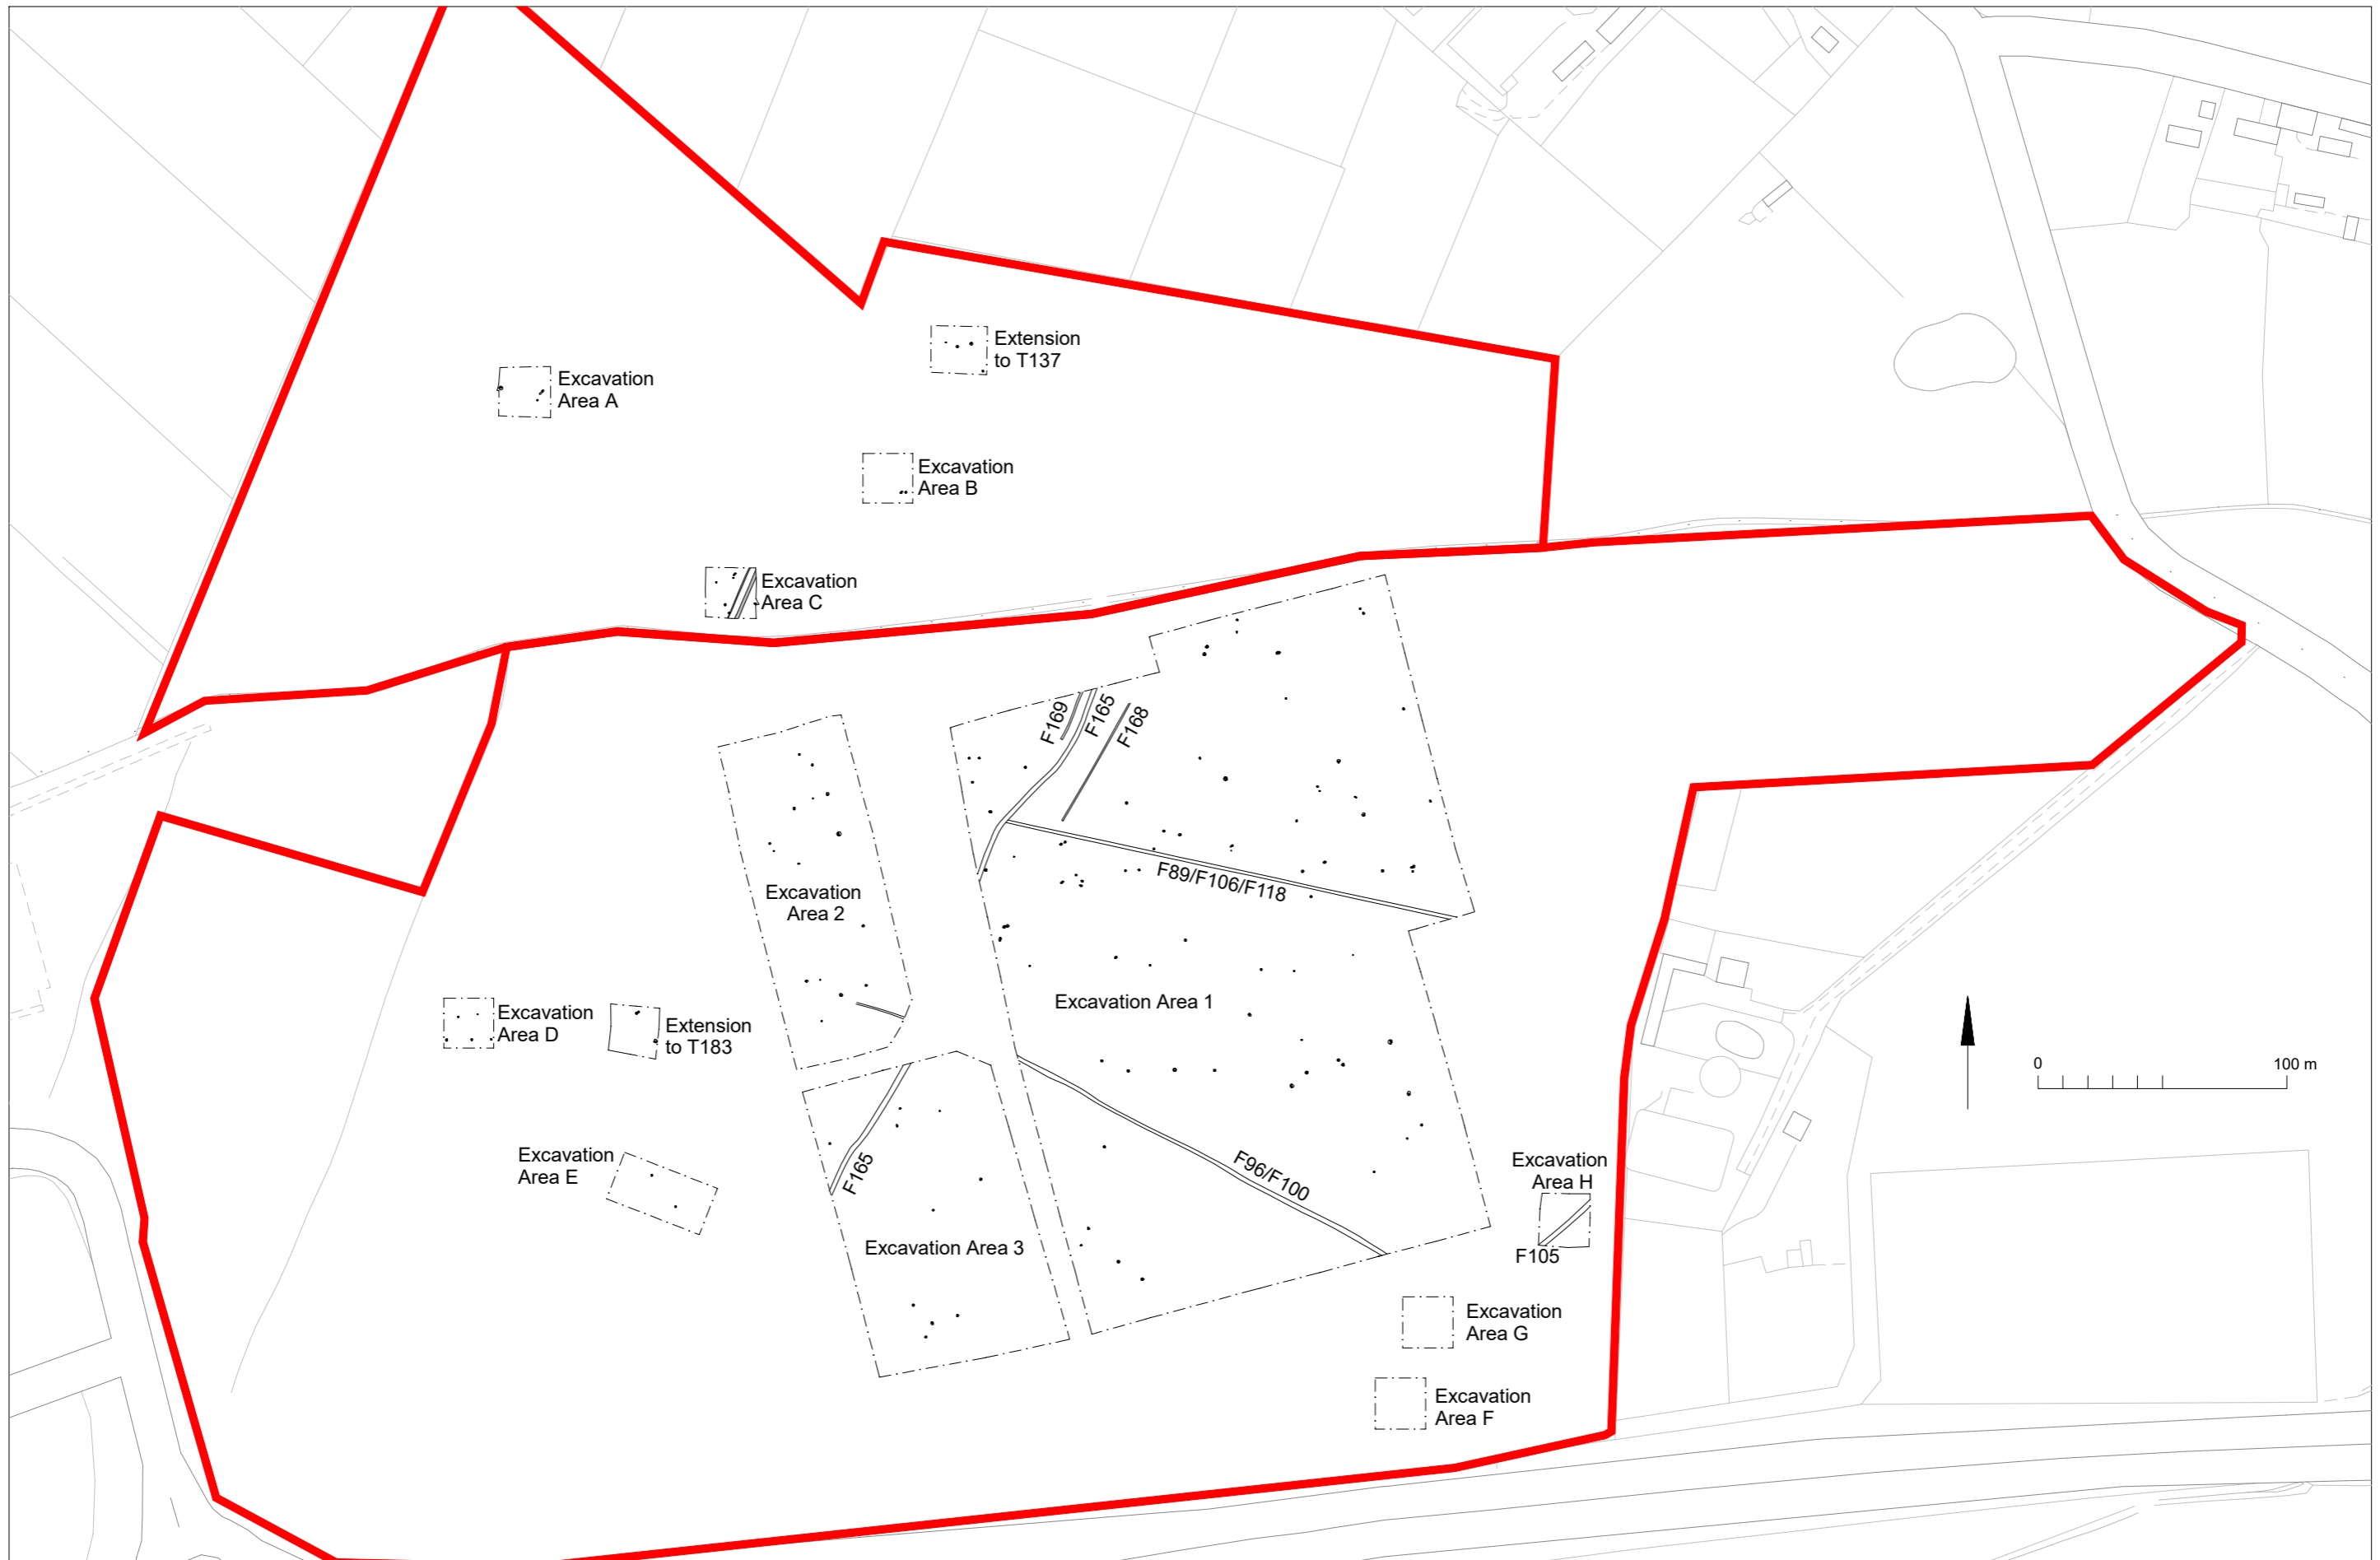 Extension
to T137
Excavation
Area A
Excavation
Area B
Excavation
Area C
F169
F165
F168
F89/F106/F118
Excavation
Area 2
Excavation Area 1
Excavation
Area D
Extension
to T183
0
100 m
Excavation
Area E
F165
F96/F100
Excavation
Area H
F105
Excavation Area 3
Excavation
Area G
Excavation
Area F